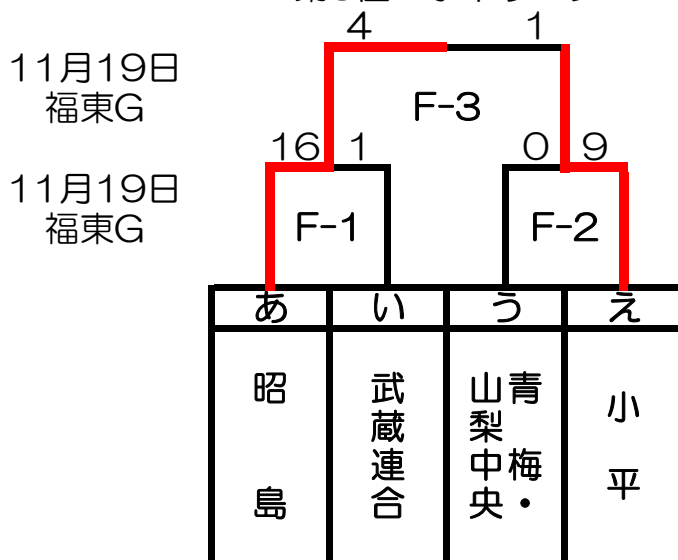 4 1
11月19日
福東G
F-3
16 1 0 9
11月19日
福東G
F-1 F-2
あ い う え
昭島
武蔵連合
青梅・
山梨中央
小平